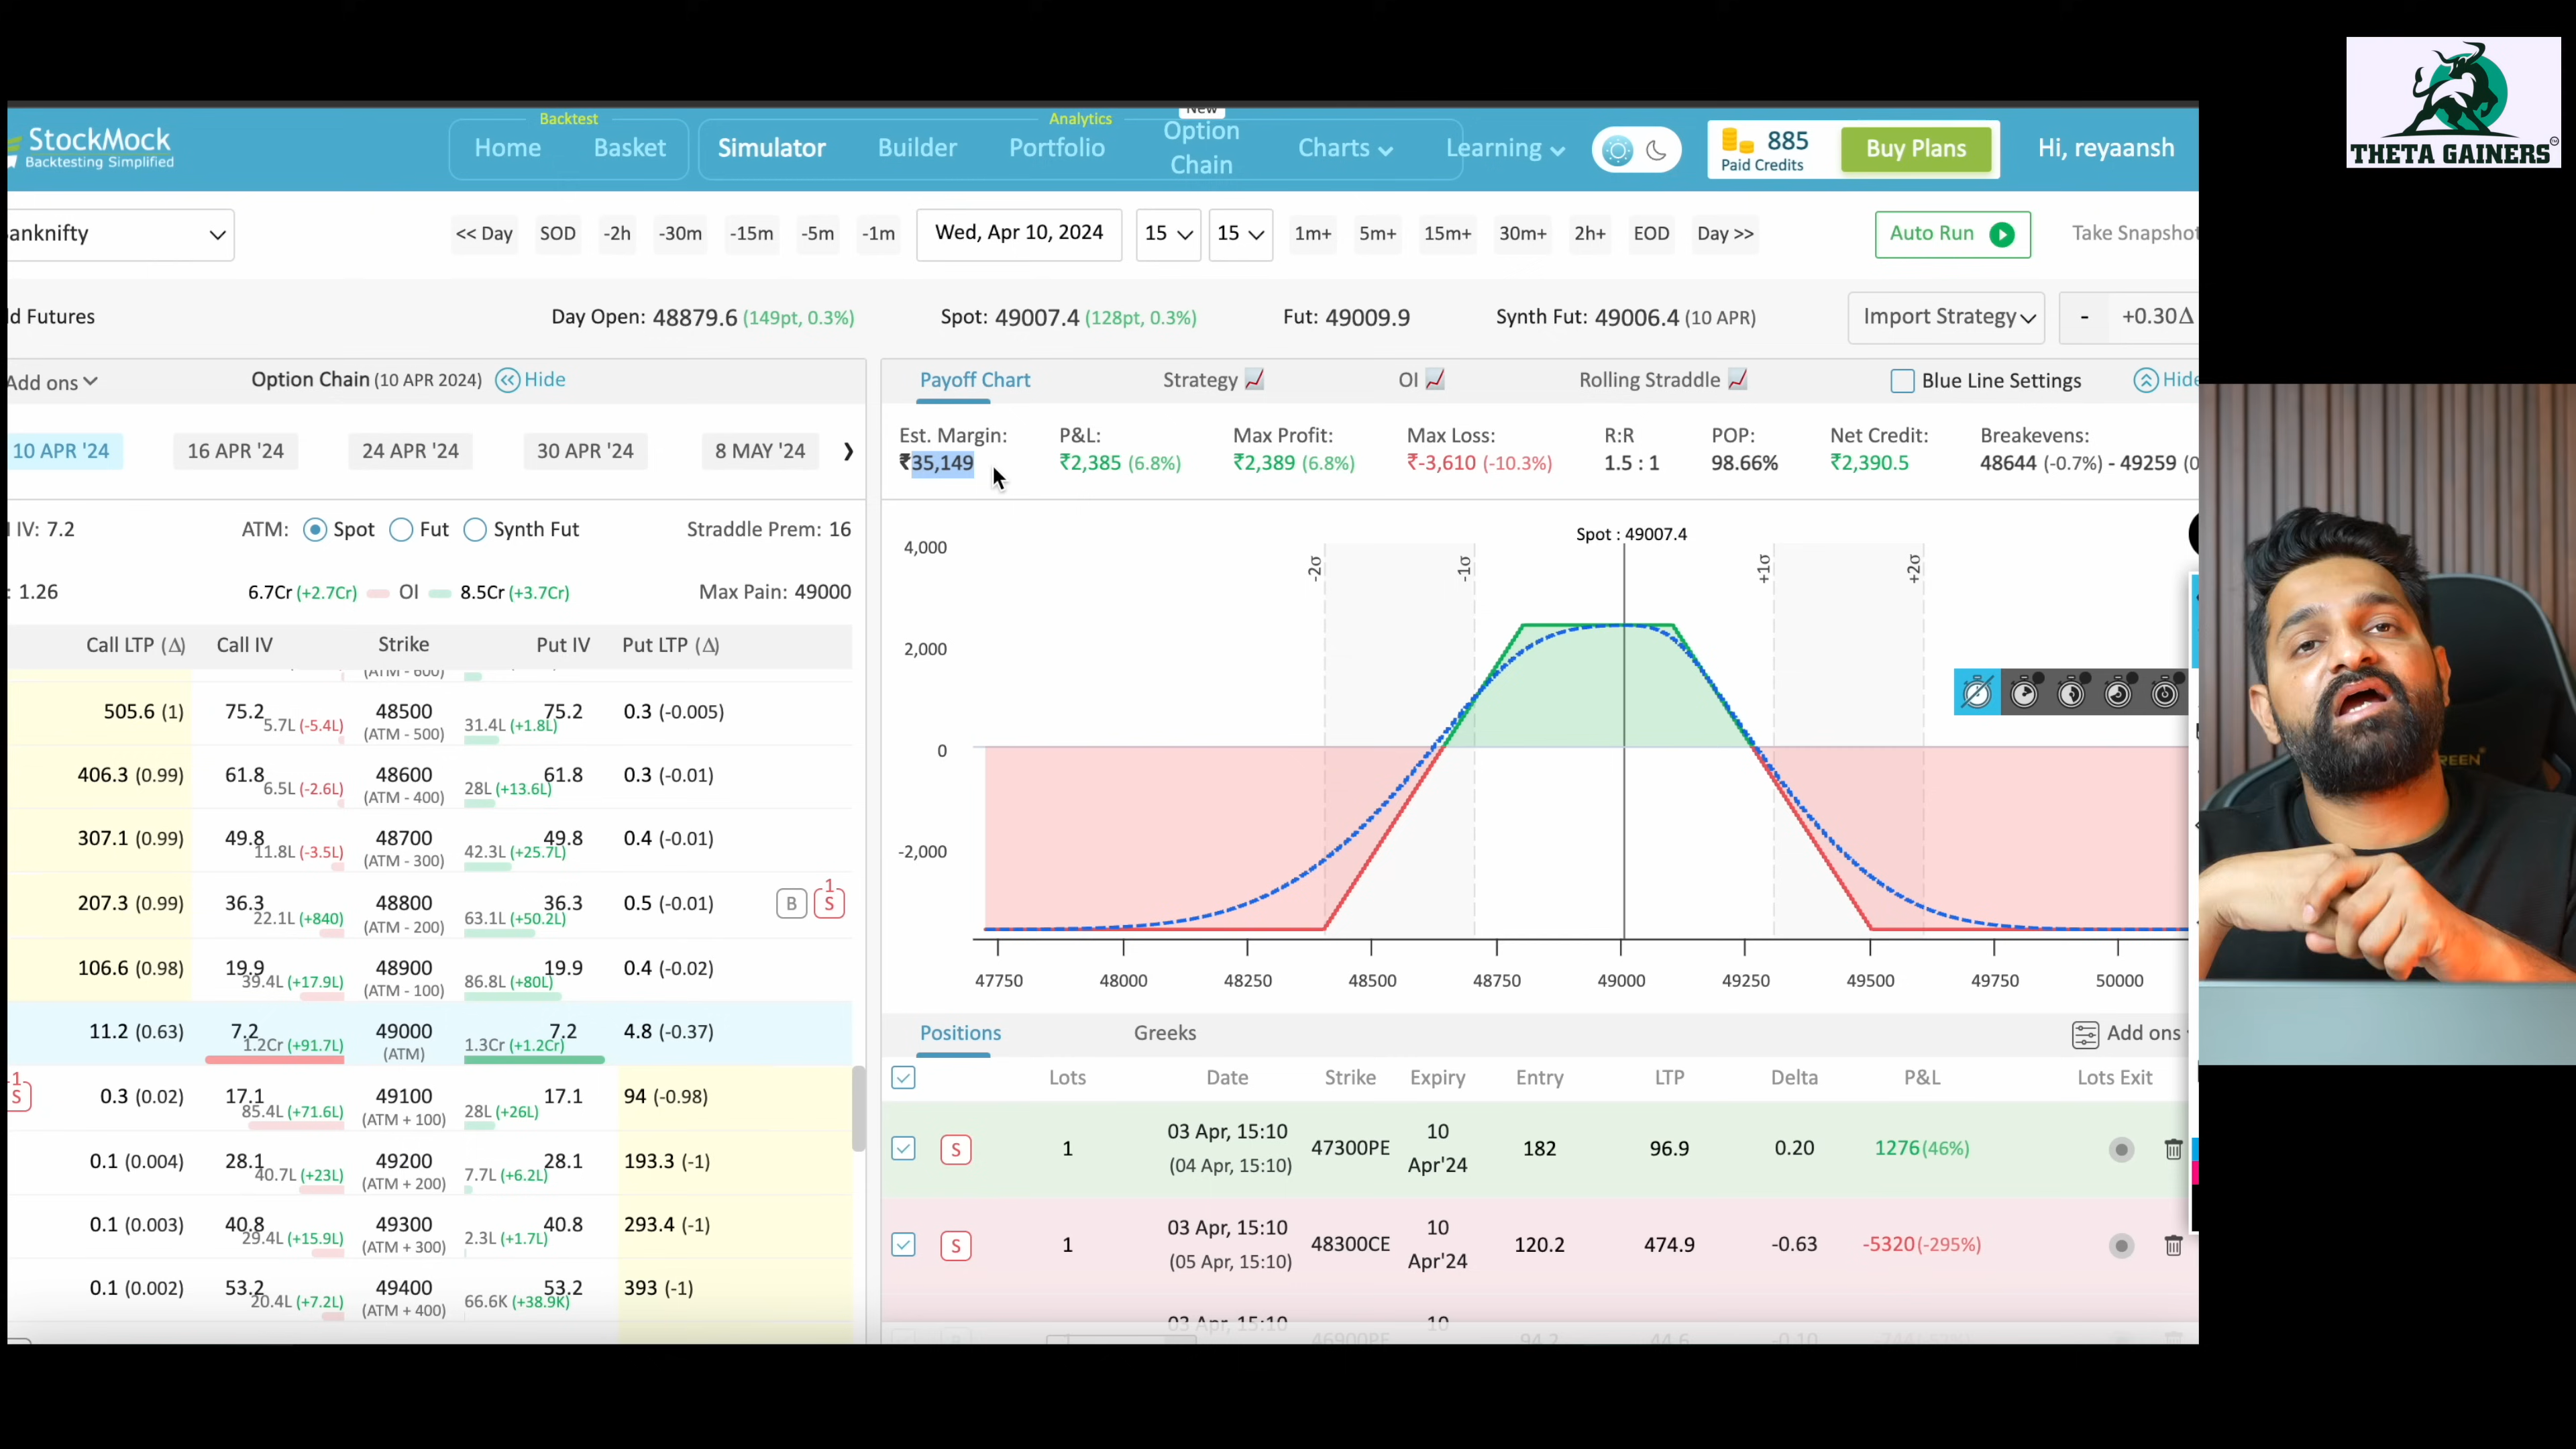 THETA GAINERS
StockMock
Backtesting Simplified
Backtest
Home Basket
Simulator Builder
Analytics
Portfolio
New
Option Chain
Charts
Learning
885
Paid Credits
Buy Plans
Hi, reyaansh
anknifty
<< Day SOD -2h -30m -15m -5m -1m Wed, Apr 10, 2024 15 15 1m+ 5m+ 15m+ 30m+ 2h+ EOD Day >>
Auto Run
Take Snapshot
d Futures
Day Open: 48879.6 (149pt, 0.3%) Spot: 49007.4 (128pt, 0.3%) Fut: 49009.9 Synth Fut: 49006.4 (10 APR)
Import Strategy - +0.30Δ
Add ons Option Chain (10 APR 2024) Hide
10 APR '24 16 APR '24 24 APR '24 30 APR '24 8 MAY '24
IV: 7.2 ATM: Spot Fut Synth Fut Straddle Prem: 16
: 1.26 6.7Cr (+2.7Cr) OI 8.5Cr (+3.7Cr) Max Pain: 49000
Call LTP (Δ) Call IV Strike Put IV Put LTP (Δ)
(ATM - 600)
505.6 (1) 75.2 48500 75.2 0.3 (-0.005)
5.7L (-5.4L) (ATM - 500) 31.4L (+1.8L)
406.3 (0.99) 61.8 48600 61.8 0.3 (-0.01)
6.5L (-2.6L) (ATM - 400) 28L (+13.6L)
307.1 (0.99) 49.8 48700 49.8 0.4 (-0.01)
11.8L (-3.5L) (ATM - 300) 42.3L (+25.7L)
207.3 (0.99) 36.3 48800 36.3 0.5 (-0.01) B S 1
22.1L (+840) (ATM - 200) 63.1L (+50.2L)
106.6 (0.98) 19.9 48900 19.9 0.4 (-0.02)
39.4L (+17.9L) (ATM - 100) 86.8L (+80L)
11.2 (0.63) 7.2 49000 7.2 4.8 (-0.37)
1.2Cr (+91.7L) (ATM) 1.3Cr (+1.2Cr)
1 S 0.3 (0.02) 17.1 49100 17.1 94 (-0.98)
85.4L (+71.6L) (ATM + 100) 28L (+26L)
0.1 (0.004) 28.1 49200 28.1 193.3 (-1)
40.7L (+23L) (ATM + 200) 7.7L (+6.2L)
0.1 (0.003) 40.8 49300 40.8 293.4 (-1)
29.4L (+15.9L) (ATM + 300) 2.3L (+1.7L)
0.1 (0.002) 53.2 49400 53.2 393 (-1)
20.4L (+7.2L) (ATM + 400) 66.6K (+38.9K)
Payoff Chart Strategy OI Rolling Straddle Blue Line Settings Hide
Est. Margin: P&L: Max Profit: Max Loss: R:R POP: Net Credit: Breakevens:
₹35,149 ₹2,385 (6.8%) ₹2,389 (6.8%) ₹-3,610 (-10.3%) 1.5 : 1 98.66% ₹2,390.5 48644 (-0.7%) - 49259 (0
Spot : 49007.4
4,000
2,000
0
-2,000
-2σ -1σ +1σ +2σ
47750 48000 48250 48500 48750 49000 49250 49500 49750 50000
Positions Greeks Add ons
Lots Date Strike Expiry Entry LTP Delta P&L Lots Exit
S 1 03 Apr, 15:10 (04 Apr, 15:10) 47300PE 10 Apr'24 182 96.9 0.20 1276(46%)
S 1 03 Apr, 15:10 (05 Apr, 15:10) 48300CE 10 Apr'24 120.2 474.9 -0.63 -5320(-295%)
03 Apr, 15:10 46900PE 10 94.2 44.6 -0.10
REEN